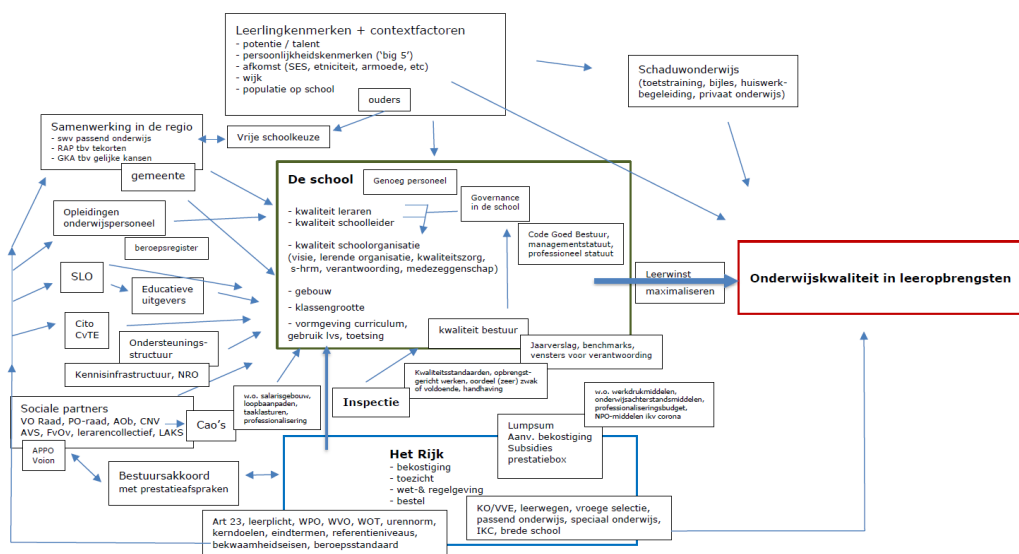 Leerlingkenmerken + contextfactoren
- potentie / talent
- persoonlijkheidskenmerken ('big 5')
- afkomst (SES, etniciteit, armoede, etc)
- wijk
- populatie op school
ouders
Schaduwonderwijs
(toetstraining, bijles, huiswerk-
begeleiding, privaat onderwijs)
Samenwerking in de regio
- swv passend onderwijs
- RAP tbv tekorten
- GKA tbv gelijke kansen
gemeente
Vrije schoolkeuze
De school
Genoeg personeel
- kwaliteit leraren
- kwaliteit schoolleider
- kwaliteit schoolorganisatie
(visie, lerende organisatie, kwaliteitszorg,
s-hrm, verantwoording, medezeggenschap)
- gebouw
- klassengrootte
- vormgeving curriculum,
gebruik lvs, toetsing
Governance
in de school
Code Goed Bestuur,
managementstatuut,
professioneel statuut
kwaliteit bestuur
Leerwinst
maximaliseren
Onderwijskwaliteit in leeropbrengsten
Opleidingen
onderwijspersoneel
beroepsregister
SLO
Educatieve
uitgevers
Cito
CvTE
Ondersteunings-
structuur
Kennisinfrastructuur, NRO
Jaarverslag, benchmarks,
vensters voor verantwoording
Kwaliteitsstandaarden, opbrengst-
gericht werken, oordeel (zeer) zwak
of voldoende, handhaving
Inspectie
w.o. salarisgebouw,
loopbaanpaden,
taaklasturen,
professionalisering
w.o. werkdrukmiddelen,
onderwijsachterstandsmiddelen,
professionaliseringsbudget,
NPO-middelen ikv corona
Sociale partners
VO Raad, PO-raad, AOb, CNV
AVS, FvOv, lerarencollectief, LAKS
Cao's
APPO
Voion
Bestuursakkoord
met prestatieafspraken
Het Rijk
- bekostiging
- toezicht
- wet-& regelgeving
- bestel
Lumpsum
Aanv. bekostiging
Subsidies
prestatiebox
Art 23, leerplicht, WPO, WVO, WOT, urennorm,
kerndoelen, eindtermen, referentieniveaus,
bekwaamheidseisen, beroepsstandaard
KO/VVE, leerwegen, vroege selectie,
passend onderwijs, speciaal onderwijs,
IKC, brede school